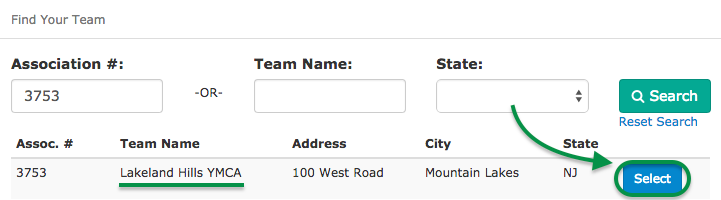 Find Your Team
Association #: Team Name: State:
3753 -OR- Search
Reset Search
Assoc. # Team Name Address City State
3753 Lakeland Hills YMCA 100 West Road Mountain Lakes NJ Select